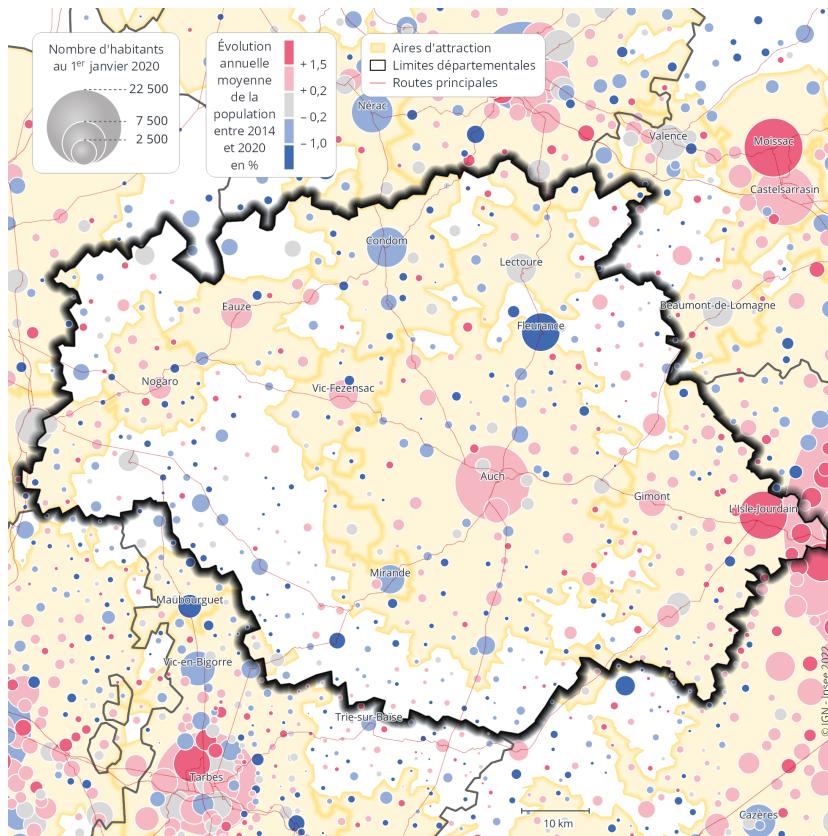 Nombre d'habitants
au 1er janvier 2020
22 500
7 500
2 500
Évolution
annuelle
moyenne
de la
population
entre 2014
et 2020
en %
+ 1,5
+ 0,2
– 0,2
– 1,0
Aires d'attraction
Limites départementales
Routes principales
Nérac
Valence
Moissac
Castelsarrasin
Condom
Lectoure
Eauze
Beaumont-de-Lomagne
Fleurance
Nogaro
Vic-Fezensac
Auch
Gimont
L'Isle-Jourdain
Mirande
Maubourguet
Vic-en-Bigorre
Trie-sur-Baïse
Tarbes
10 km
Cazères
© IGN - Insee 2022